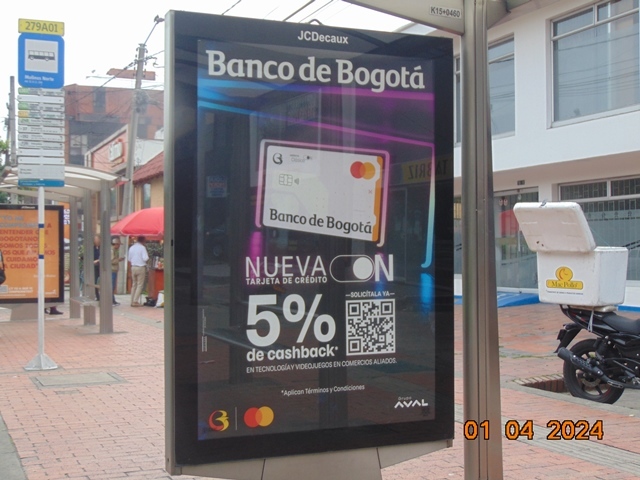 279A01
K15+0460
JCDecaux
Banco de Bogotá
Banco de Bogotá
NUEVA ON
TARJETA DE CRÉDITO
5%
de cashback*
SOLICÍTALA YA
EN TECNOLOGÍA Y VIDEOJUEGOS EN COMERCIOS ALIADOS.
*Aplican Términos y Condiciones
Grupo
AVAL
Mac Pollo
01 04 2024